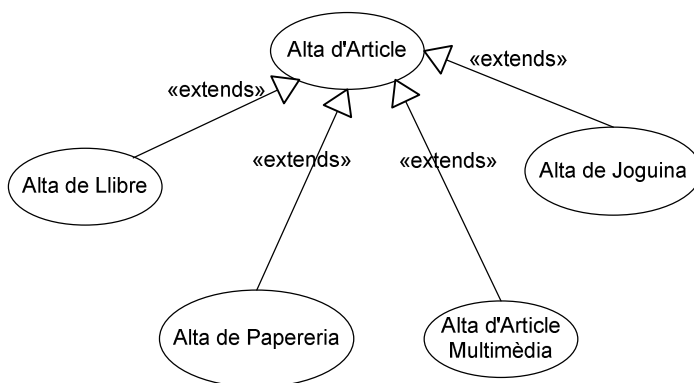 Alta d'Article
«extends»
«extends»
«extends»
«extends»
Alta de Llibre
Alta de Joguina
Alta de Papereria
Alta d'Article
Multimèdia